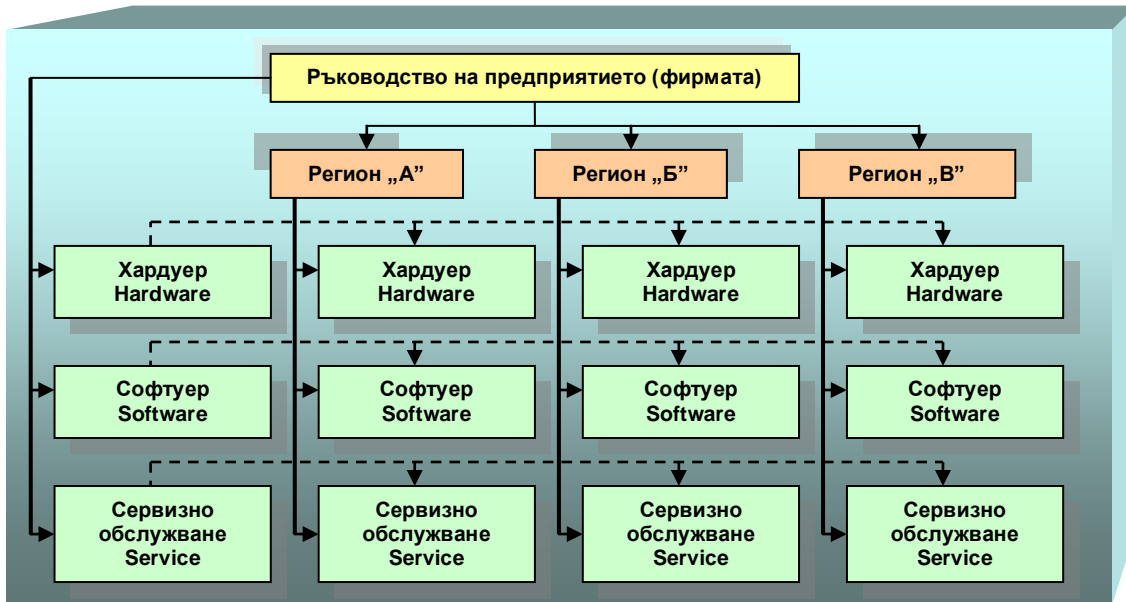 Ръководство на предприятието (фирмата)
Регион „А”
Регион „Б”
Регион „В”
Хардуер
Hardware
Хардуер
Hardware
Хардуер
Hardware
Хардуер
Hardware
Софтуер
Software
Софтуер
Software
Софтуер
Software
Софтуер
Software
Сервизно
обслужване
Service
Сервизно
обслужване
Service
Сервизно
обслужване
Service
Сервизно
обслужване
Service